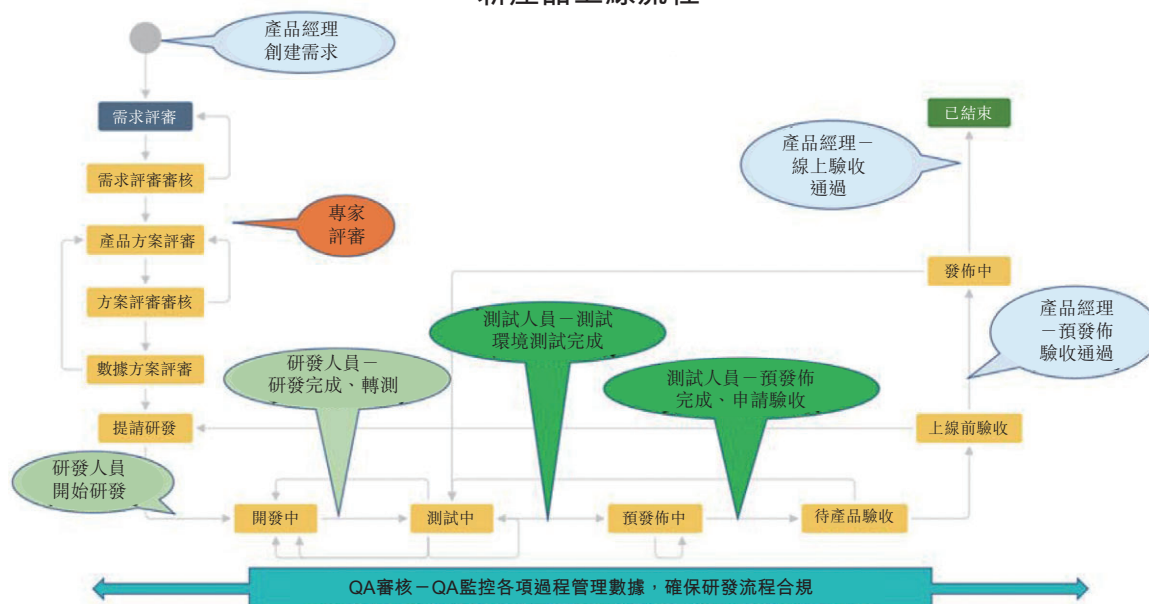 產品經理
創建需求
需求評審
已結束
產品經理－
線上驗收
通過
需求評審審核
專家
評審
產品方案評審
發佈中
方案評審審核
測試人員－測試
環境測試完成
產品經理
－預發佈
驗收通過
數據方案評審
研發人員－
研發完成、轉測
測試人員－預發佈
完成、申請驗收
提請研發
上線前驗收
研發人員
開始研發
開發中
測試中
預發佈中
待產品驗收
QA審核－QA監控各項過程管理數據，確保研發流程合規